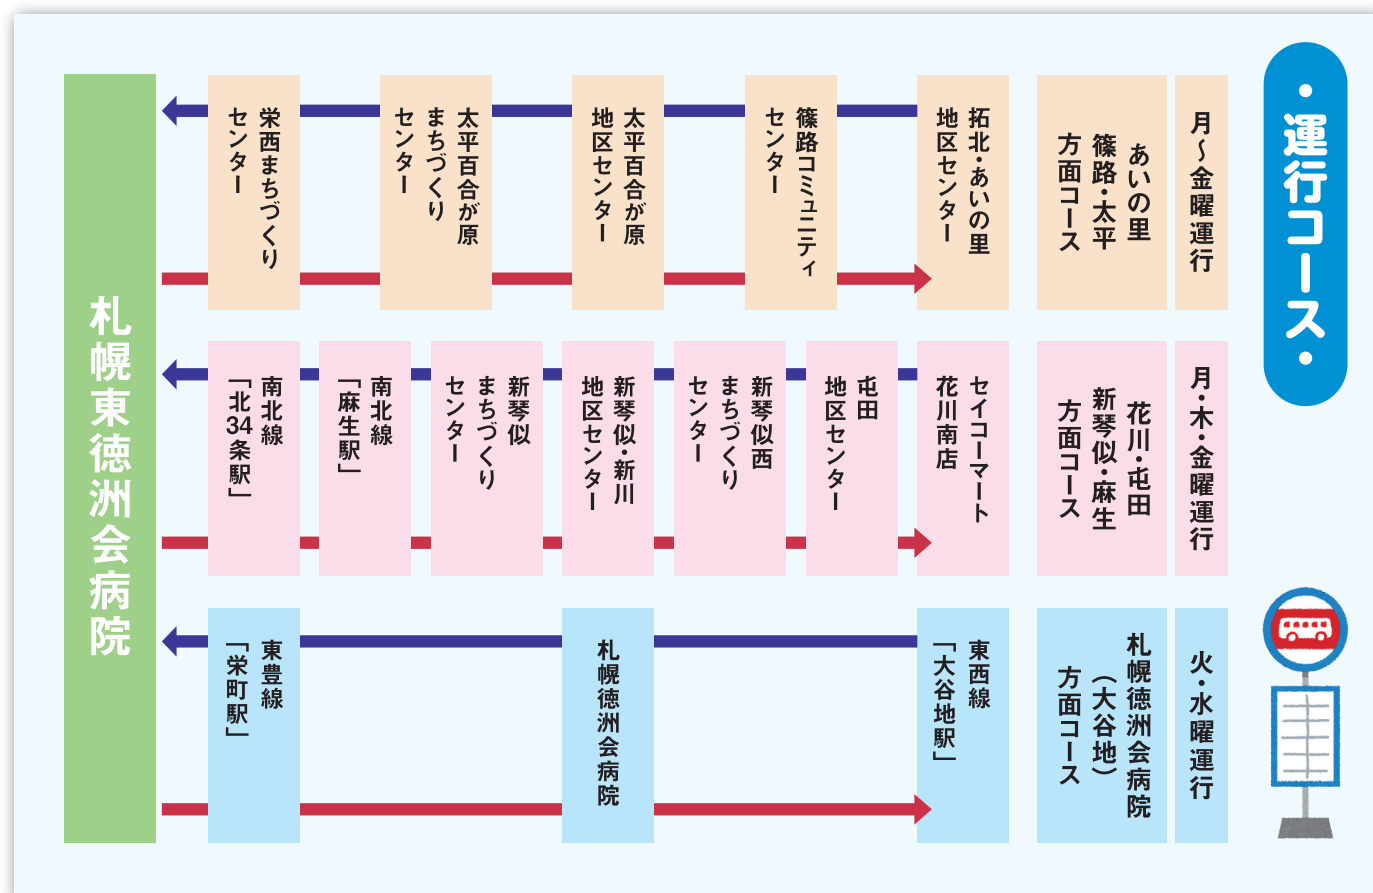 ・運行コース・
月～金曜運行
あいの里
篠路・太平
方面コース
拓北・あいの里
地区センター
篠路コミュニティ
センター
太平百合が原
地区センター
太平百合が原
まちづくり
センター
栄西まちづくり
センター
月・木・金曜運行
花川・屯田
新琴似・麻生
方面コース
セイコーマート
花川南店
屯田
地区センター
新琴似西
まちづくり
センター
新琴似・新川
地区センター
新琴似
まちづくり
センター
南北線
「麻生駅」
南北線
「北34条駅」
火・水曜運行
札幌徳洲会病院
（大谷地）
方面コース
東西線
「大谷地駅」
札幌徳洲会病院
東豊線
「栄町駅」
札幌東徳洲会病院